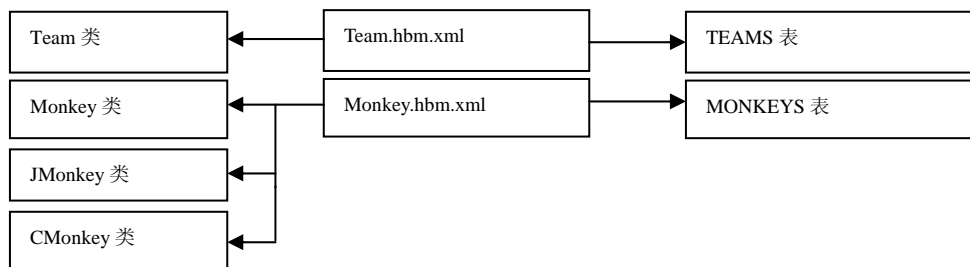 Team 类
Team.hbm.xml
TEAMS 表
Monkey 类
Monkey.hbm.xml
MONKEYS 表
JMonkey 类
CMonkey 类